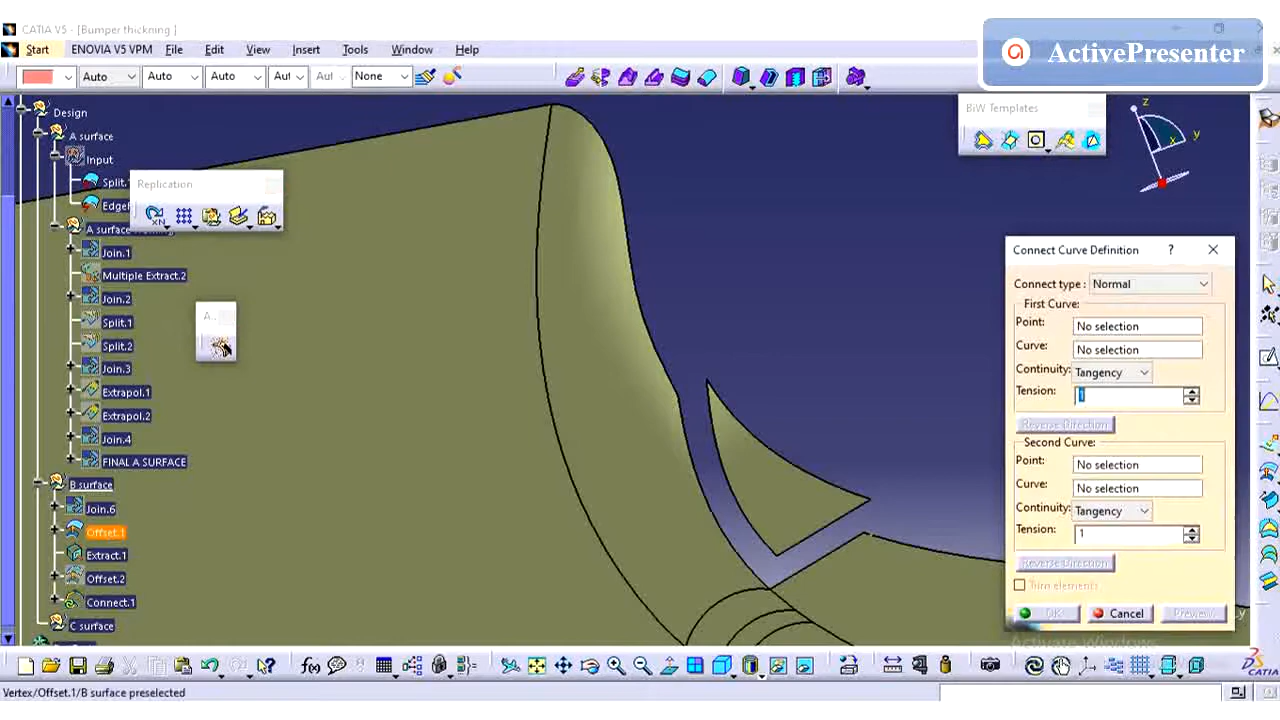 CATIA V5 - [Bumper thickning ]
ActivePresenter
Start ENOVIA V5 VPM File Edit View Insert Tools Window Help
Auto Auto Auto Aut Aut None
BiW Templates
z
y
x
Design
A surface
Input
Split.
Replication
EdgeF
A surface
Join.1
Multiple Extract.2
Join.2
Split.1
A..
Split.2
Join.3
Extrapol.1
Extrapol.2
Join.4
FINAL A SURFACE
B surface
Join.6
Offset.1
Extract.1
Offset.2
Connect.1
C surface
Connect Curve Definition ?
Connect type : Normal
First Curve:
Point: No selection
Curve: No selection
Continuity: Tangency
Tension: 1
Reverse Direction
Second Curve:
Point: No selection
Curve: No selection
Continuity: Tangency
Tension: 1
Reverse Direction
Trim elements
OK Cancel Preview
y
Activate Windows
f(x)
CATIA
Vertex/Offset.1/B surface preselected